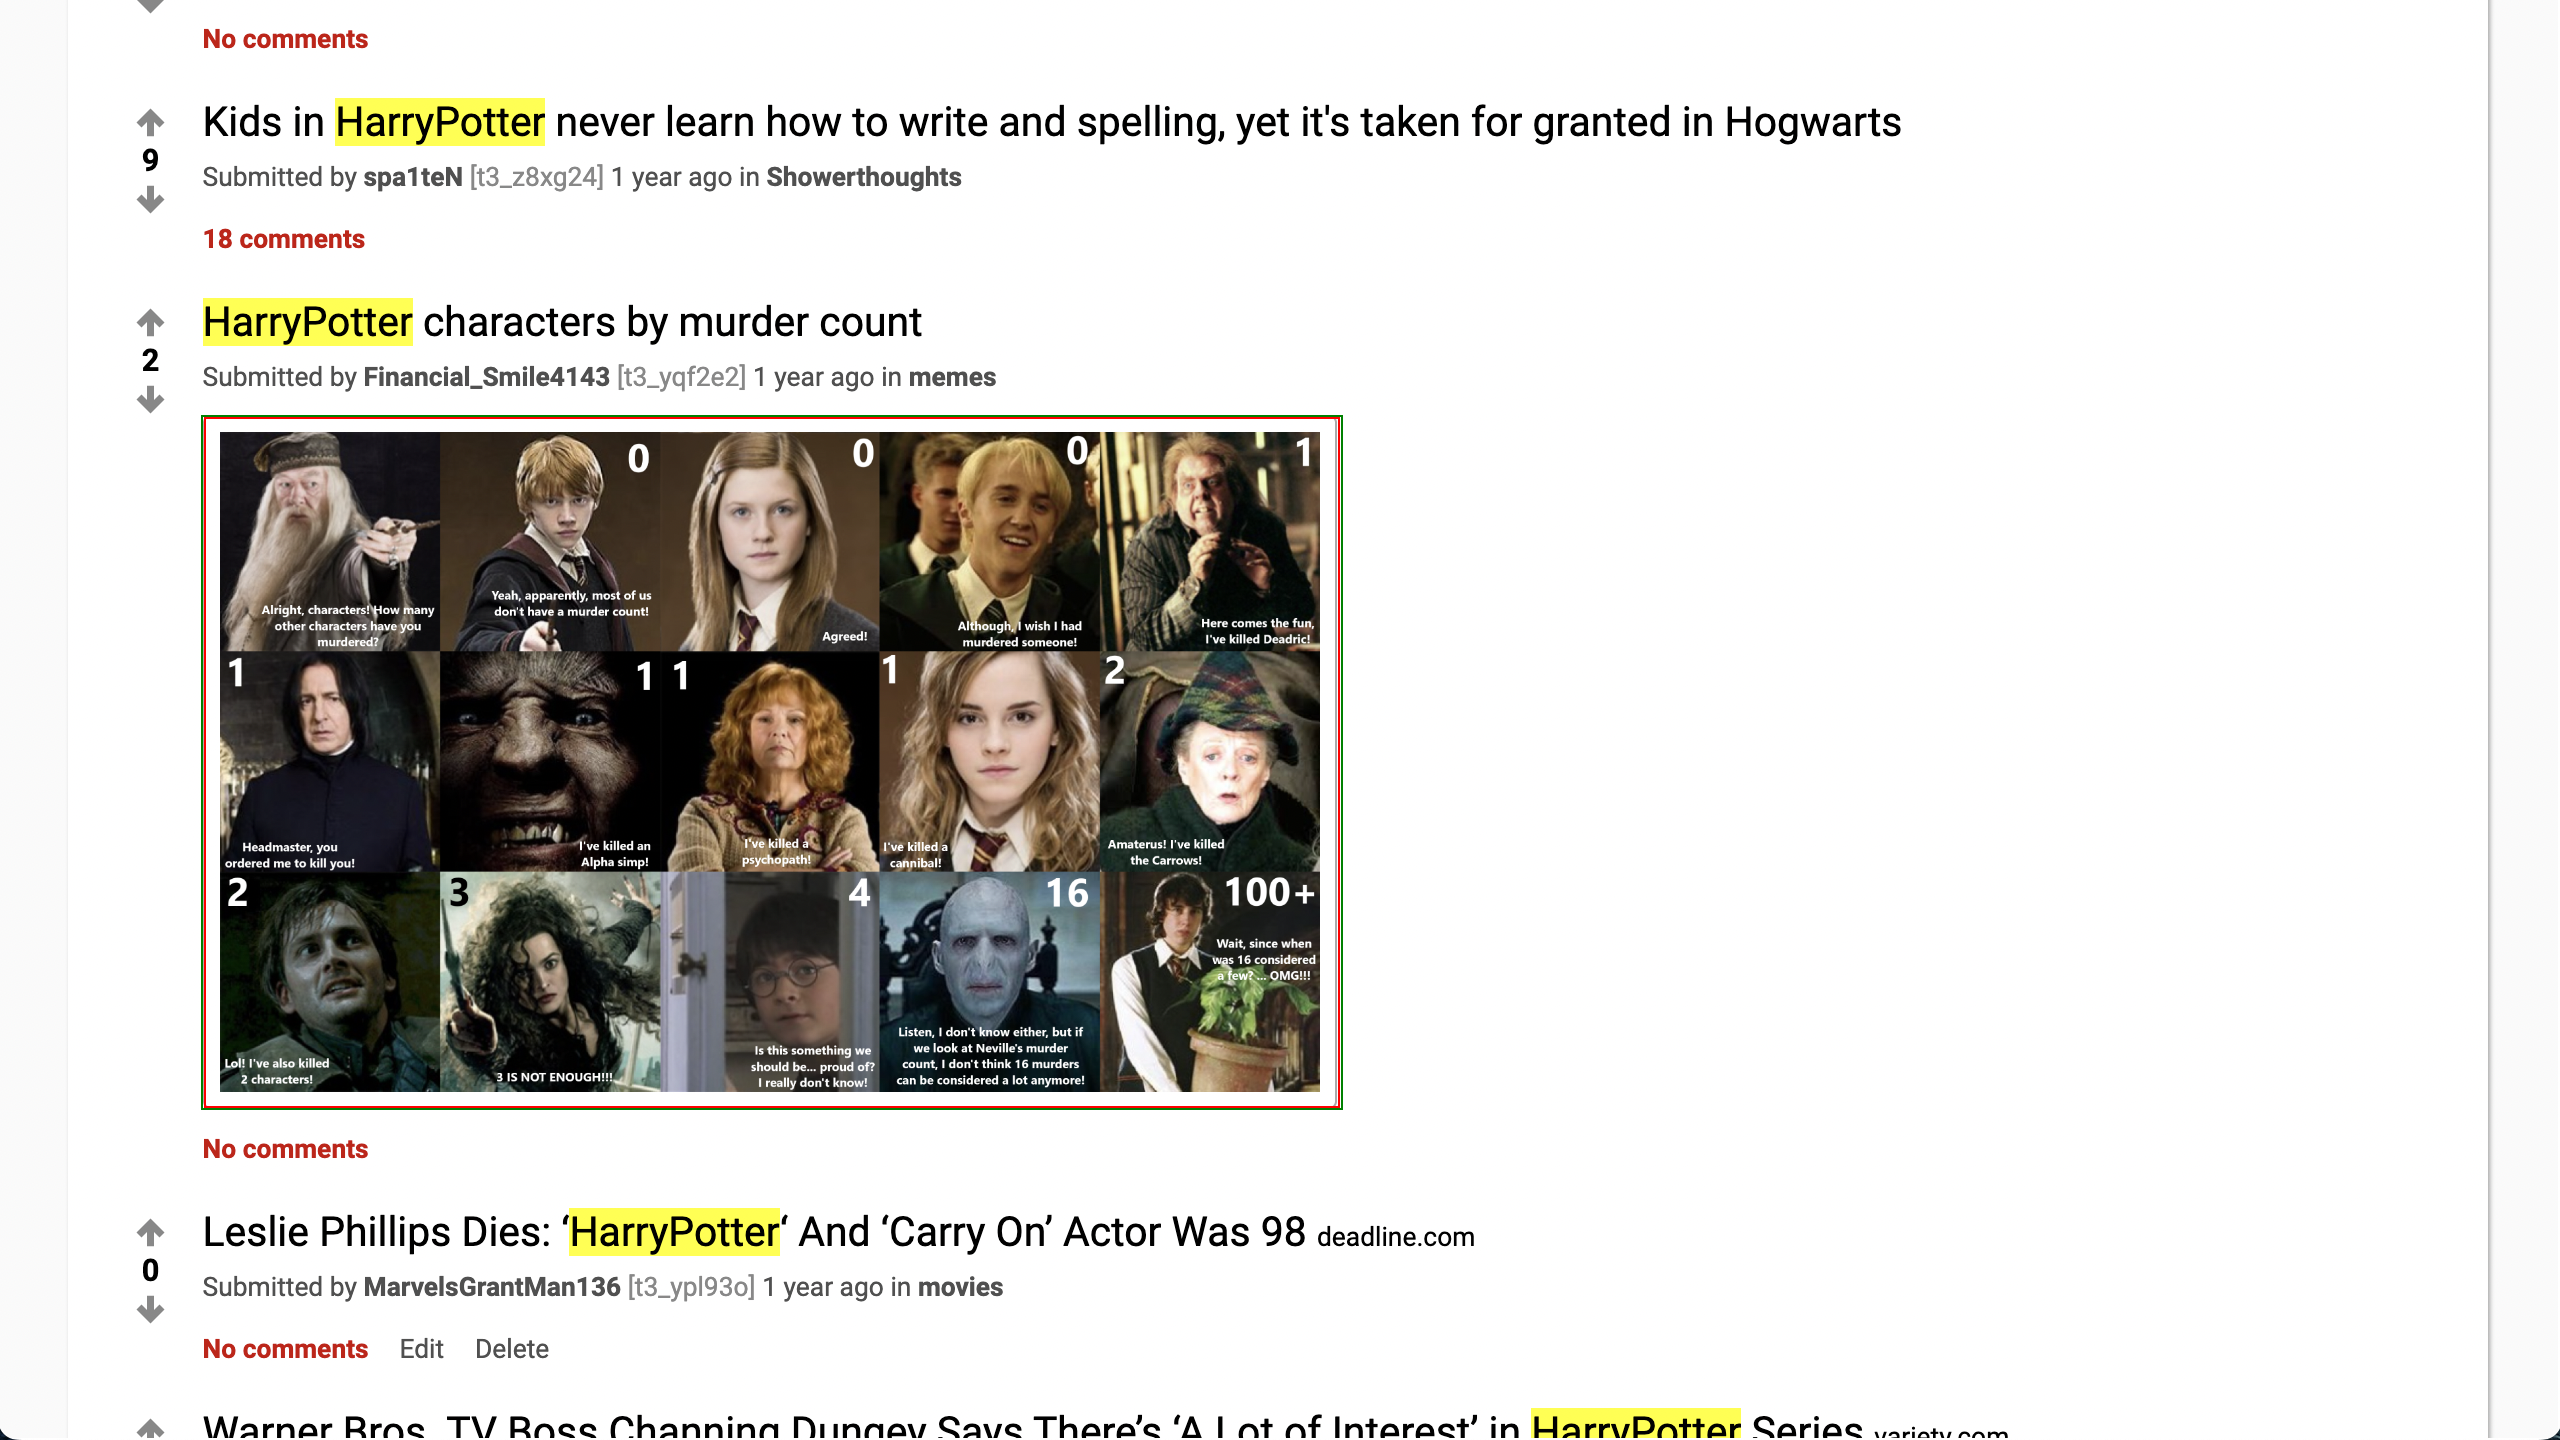 No comments
Kids in HarryPotter never learn how to write and spelling, yet it's taken for granted in Hogwarts
9
Submitted by spa1teN [t3_z8xg24] 1 year ago in Showerthoughts
18 comments
HarryPotter characters by murder count
2
Submitted by Financial_Smile4143 [t3_yqf2e2] 1 year ago in memes
Alright, characters! How many
other characters have you
murdered?
0
Yeah, apparently, most of us
don't have a murder count!
0
Agreed!
0
Although, I wish I had
murdered someone!
1
Here comes the fun,
I've killed Deadric!
1
Headmaster, you
ordered me to kill you!
1
I've killed an
Alpha simp!
1
I've killed a
psychopath!
1
I've killed a
cannibal!
2
Amaterus! I've killed
the Carrows!
2
Lol! I've also killed
2 characters!
3
3 IS NOT ENOUGH!!!
4
Is this something we
should be... proud of?
I really don't know!
16
Listen, I don't know either, but if
we look at Neville's murder
count, I don't think 16 murders
can be considered a lot anymore!
100+
Wait, since when
was 16 considered
a few? ... OMG!!!
No comments
Leslie Phillips Dies: ‘HarryPotter‘ And ‘Carry On’ Actor Was 98 deadline.com
0
Submitted by MarvelsGrantMan136 [t3_ypl93o] 1 year ago in movies
No comments Edit Delete
Warner Bros. TV Boss Channing Dungey Says There’s ‘A Lot of Interest’ in HarryPotter Series variety.com